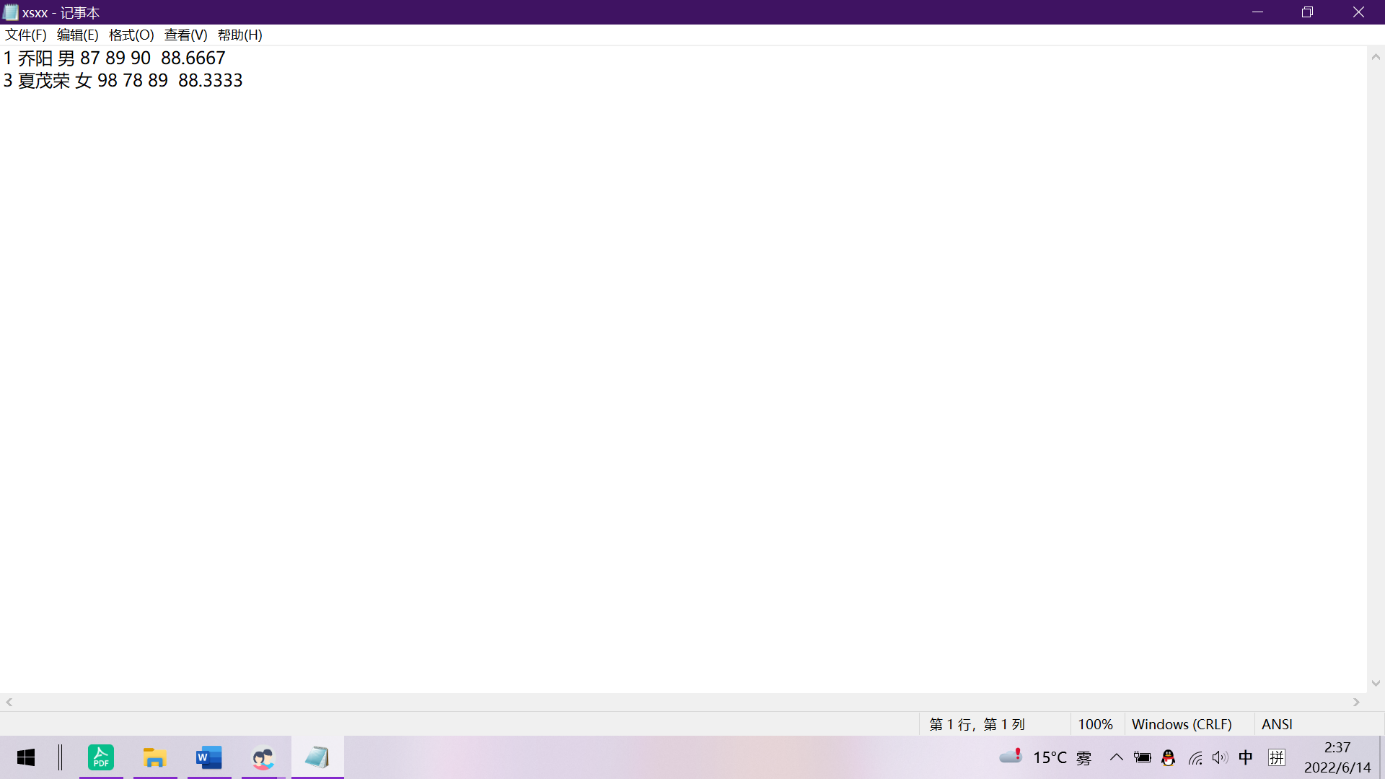 xsxx - 记事本
文件(F) 编辑(E) 格式(O) 查看(V) 帮助(H)
1 乔阳 男 87 89 90  88.6667
3 夏茂荣 女 98 78 89  88.3333
第 1 行，第 1 列 100% Windows (CRLF) ANSI
PDF W 15°C 雾 中 拼 2:37
2022/6/14